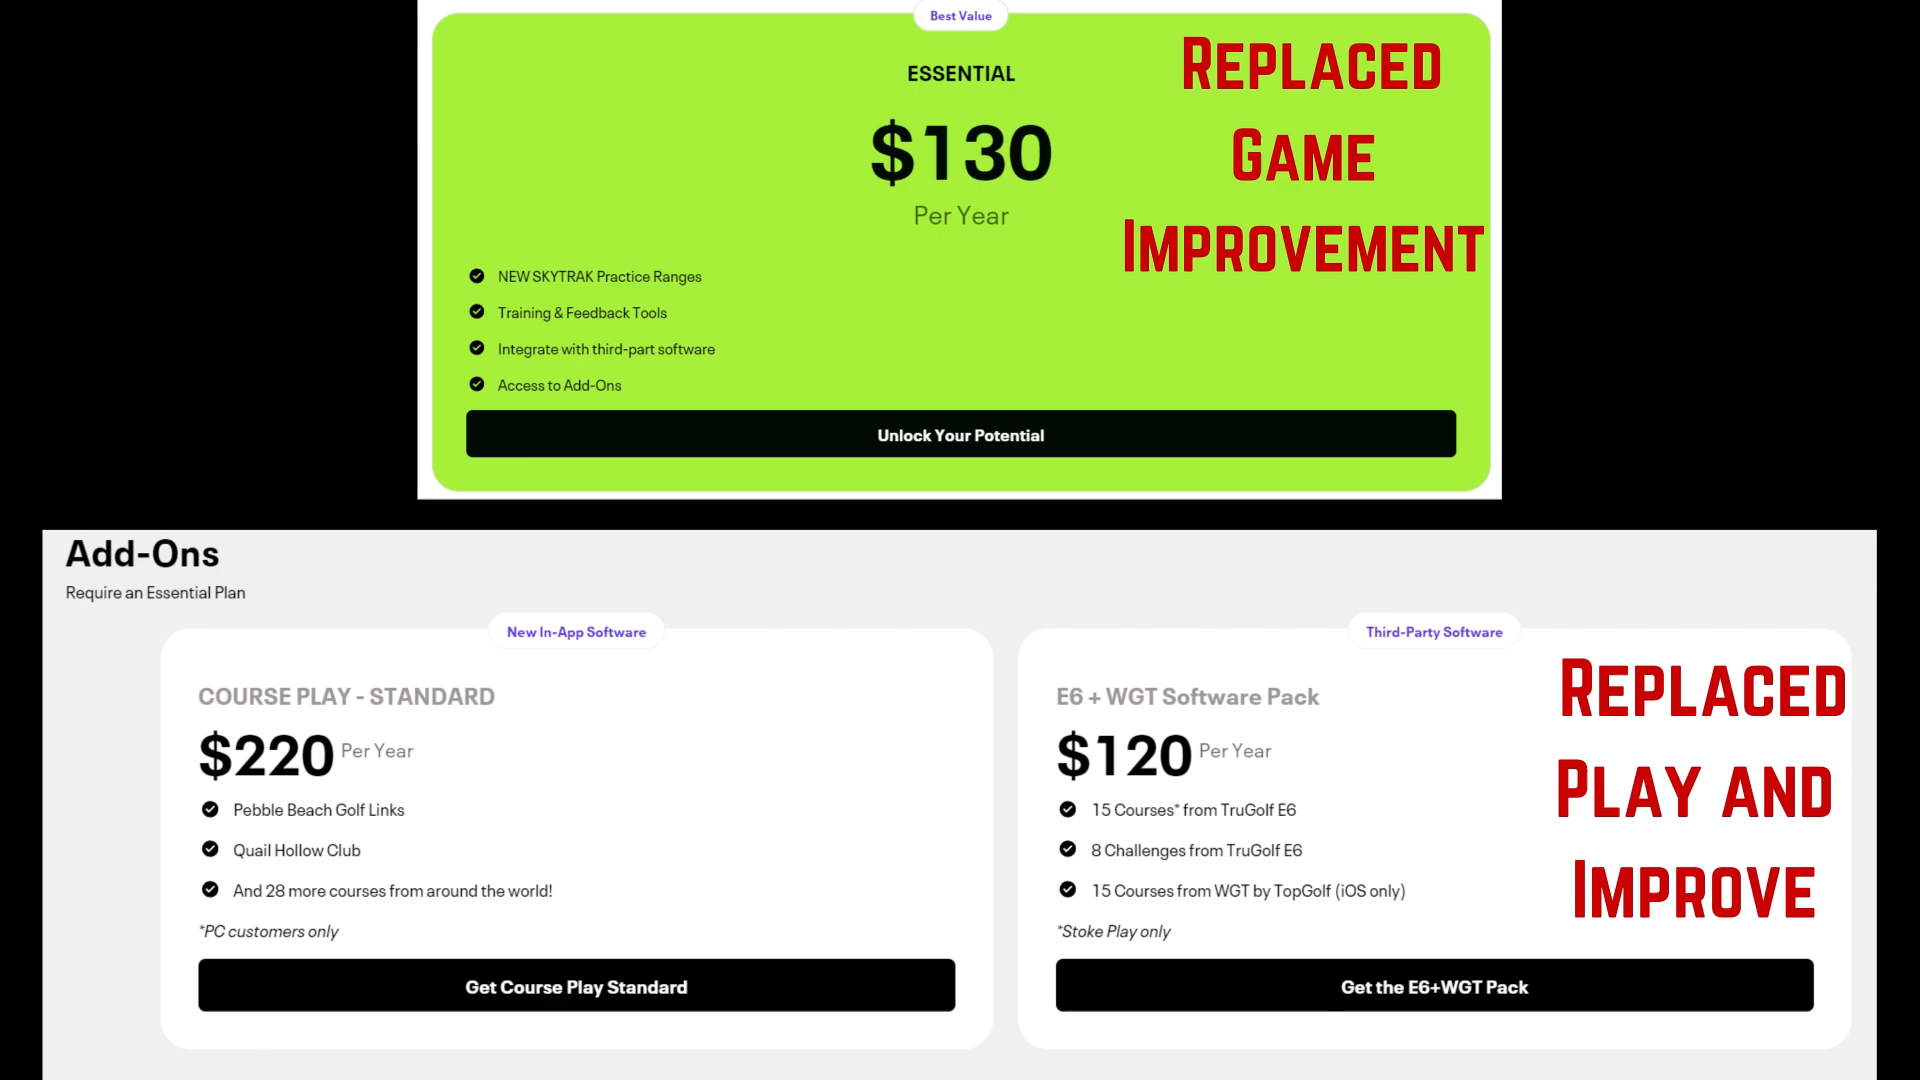 Best Value
ESSENTIAL
$130
Per Year
NEW SKYTRAK Practice Ranges
Training & Feedback Tools
Integrate with third-part software
Access to Add-Ons
Unlock Your Potential
REPLACED
GAME
IMPROVEMENT
Add-Ons
Require an Essential Plan
New In-App Software
COURSE PLAY - STANDARD
$220 Per Year
Pebble Beach Golf Links
Quail Hollow Club
And 28 more courses from around the world!
*PC customers only
Get Course Play Standard
Third-Party Software
E6 + WGT Software Pack
$120 Per Year
15 Courses* from TruGolf E6
8 Challenges from TruGolf E6
15 Courses from WGT by TopGolf (iOS only)
*Stoke Play only
Get the E6+WGT Pack
REPLACED
PLAY AND
IMPROVE